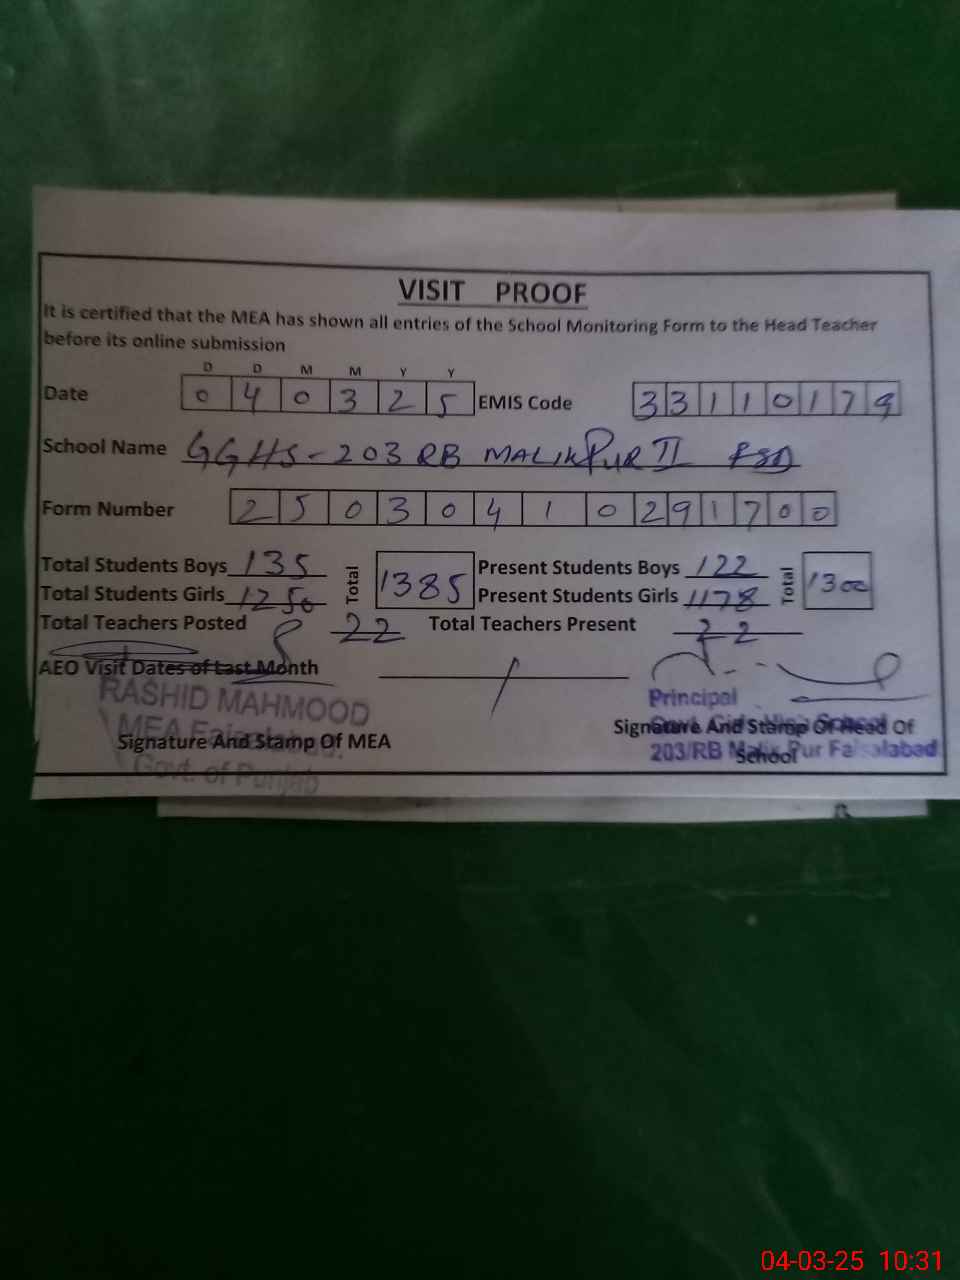 VISIT PROOF
It is certified that the MEA has shown all entries of the School Monitoring Form to the Head Teacher
before its online submission
D D M M Y Y
Date 0 4 0 3 2 5 EMIS Code 3 3 1 1 0 1 7 9
School Name GGHS - 203 RB MALIKPUR II FSD
Form Number 2 5 0 3 0 4 1 0 2 9 1 7 0 0
Total Students Boys 135 Total 1385 Present Students Boys 122 Total 1300
Total Students Girls 1250 Present Students Girls 1178
Total Teachers Posted 22 Total Teachers Present 22
AEO Visit Dates of Last Month
RASHID MAHMOOD
MEA Faisalabad.
Govt. of Punjab
Signature And Stamp Of MEA
Principal
Govt. Girls High School
203/RB Malik Pur Faisalabad
Signature And Stamp Of Head Of
School
04-03-25 10:31